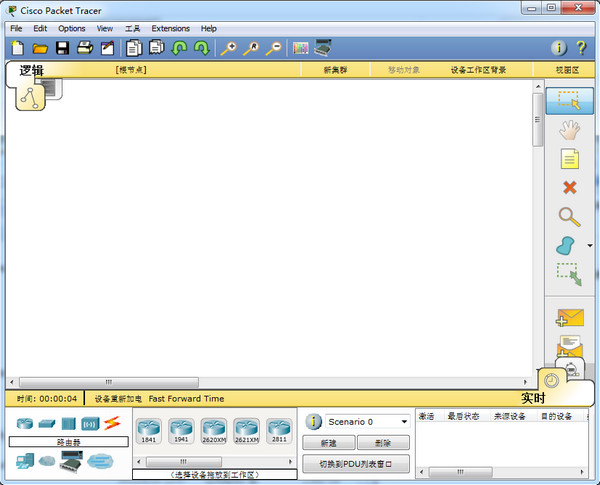 Cisco Packet Tracer
File Edit Options View 工具 Extensions Help
逻辑 [根节点] 新集群 移动对象 设备工作区背景 视图区
实时
时间: 00:00:04 设备重新加电 Fast Forward Time
路由器
1841 1941 2620XM 2621XM 2811
(选择设备拖放到工作区)
Scenario 0
新建 删除
切换到PDU列表窗口
激活 最后状态 来源设备 目的设备